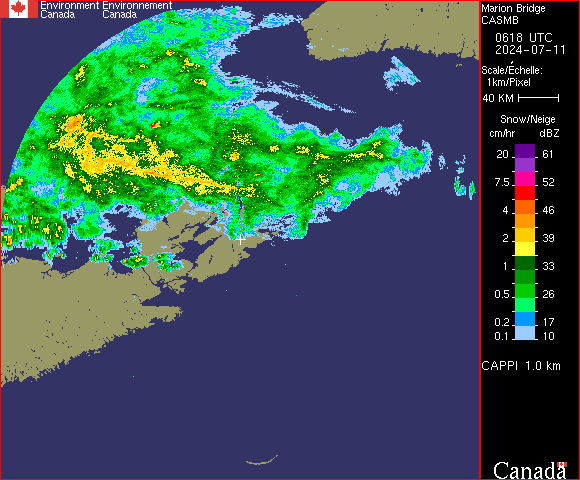 Environment Environnement
Canada Canada
Marion Bridge
CASMB
0618 UTC
2024-07-11
Scale/Échelle:
1km/Pixel
40 KM
Snow/Neige
cm/hr dBZ
20 61
7.5 52
4 46
2 39
1 33
0.5 26
0.2 17
0.1 10
CAPPI 1.0 km
Canada